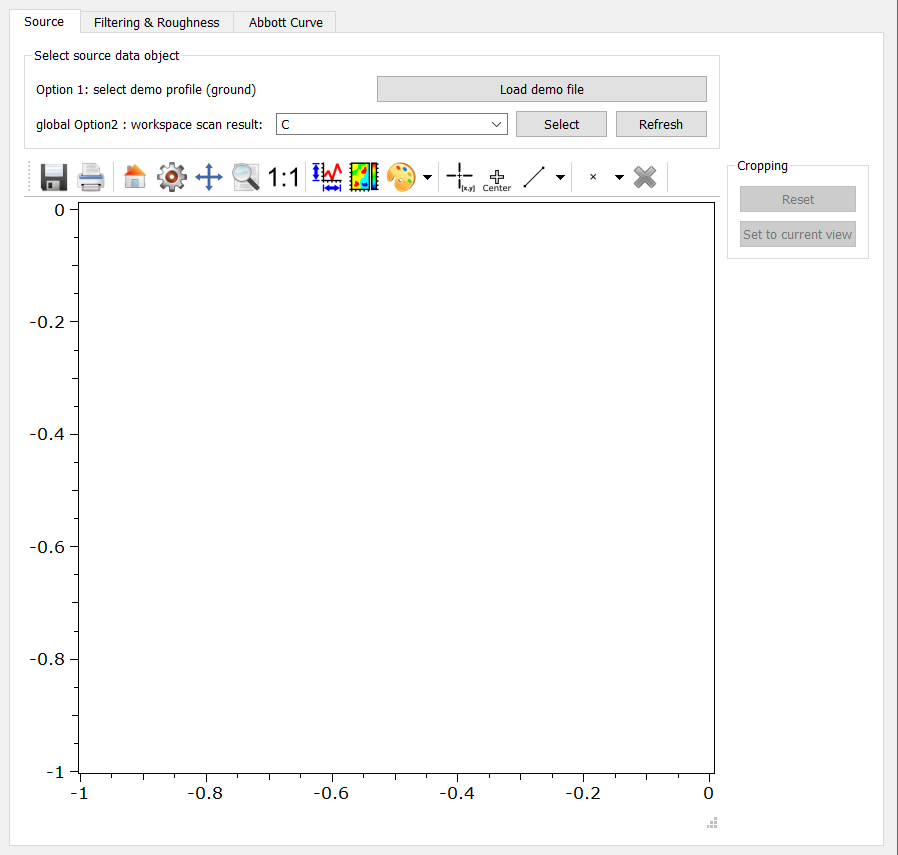 Source Filtering & Roughness Abbott Curve
Select source data object
Option 1: select demo profile (ground) Load demo file
global Option2 : workspace scan result: C Select Refresh
1:1 [x,y] Center
Cropping
Reset
Set to current view
0
-0.2
-0.4
-0.6
-0.8
-1
-1 -0.8 -0.6 -0.4 -0.2 0